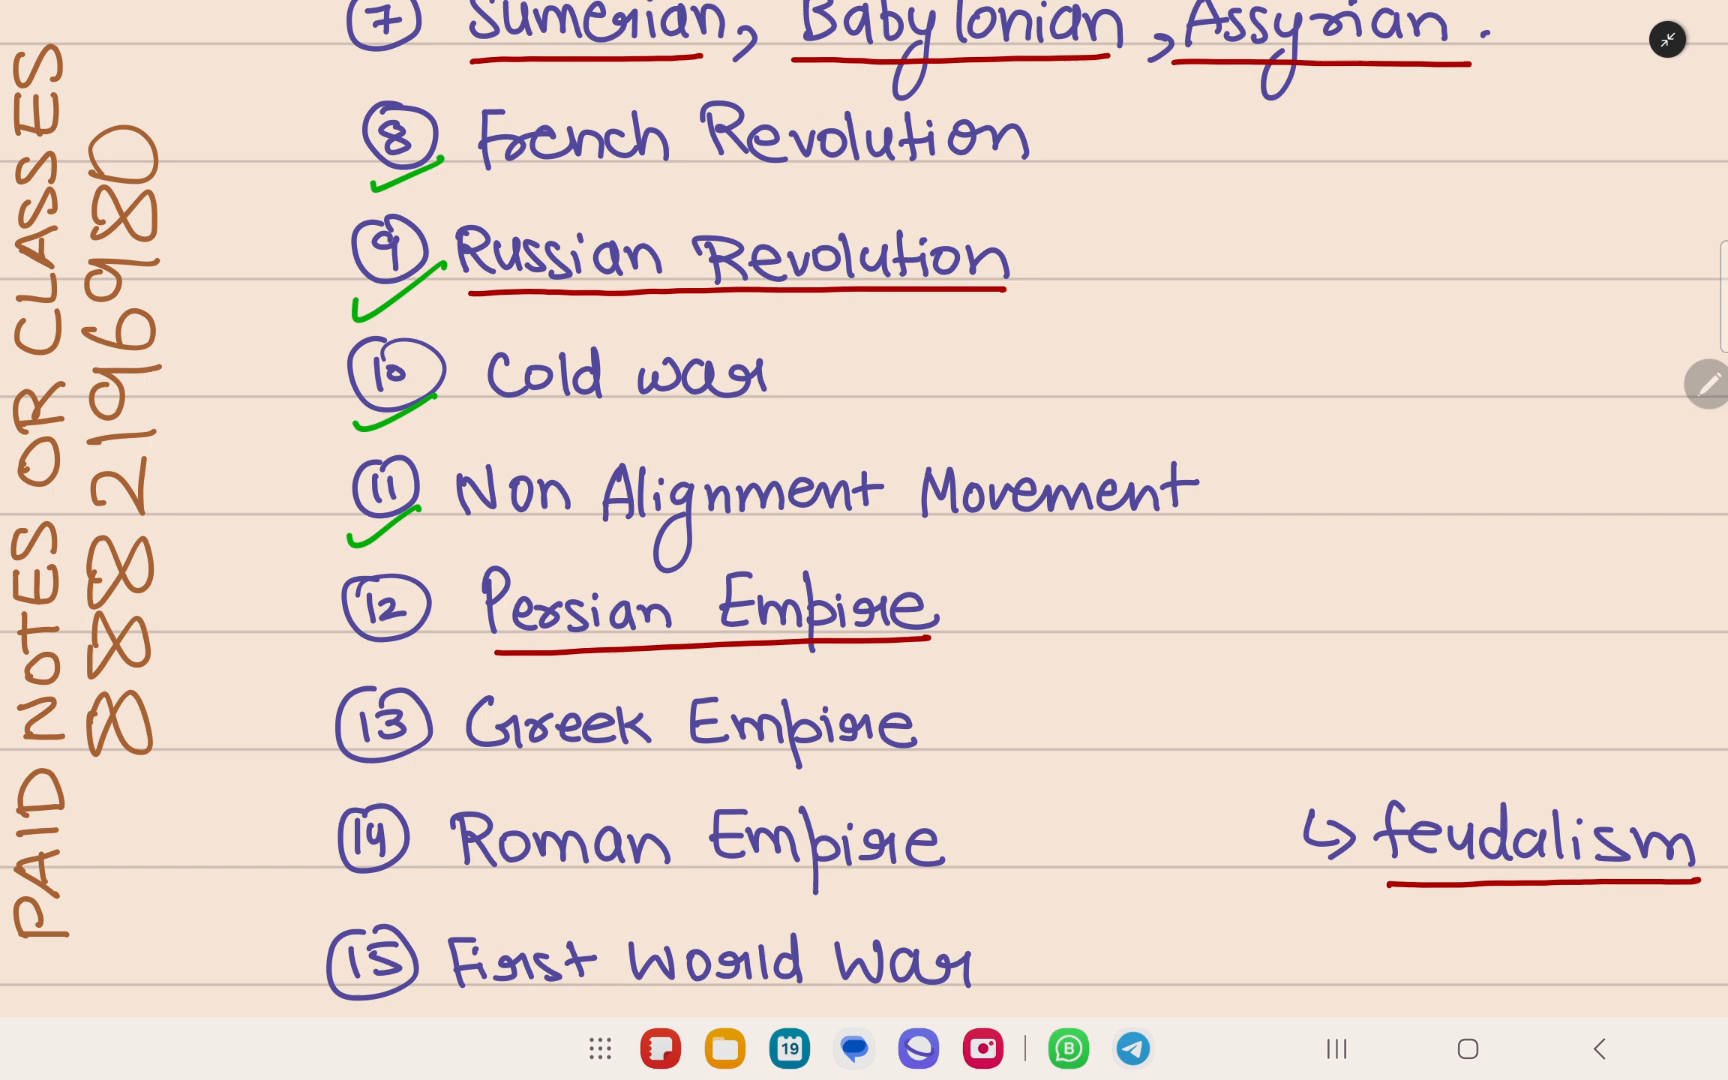 7 Sumerian, Babylonian, Assyrian.
8 French Revolution
9 Russian Revolution
10 Cold war
11 Non Alignment Movement
12 Persian Empire
13 Greek Empire
14 Roman Empire
↳ feudalism
15 First World War
PAID NOTES OR CLASSES
8882196980
19
B